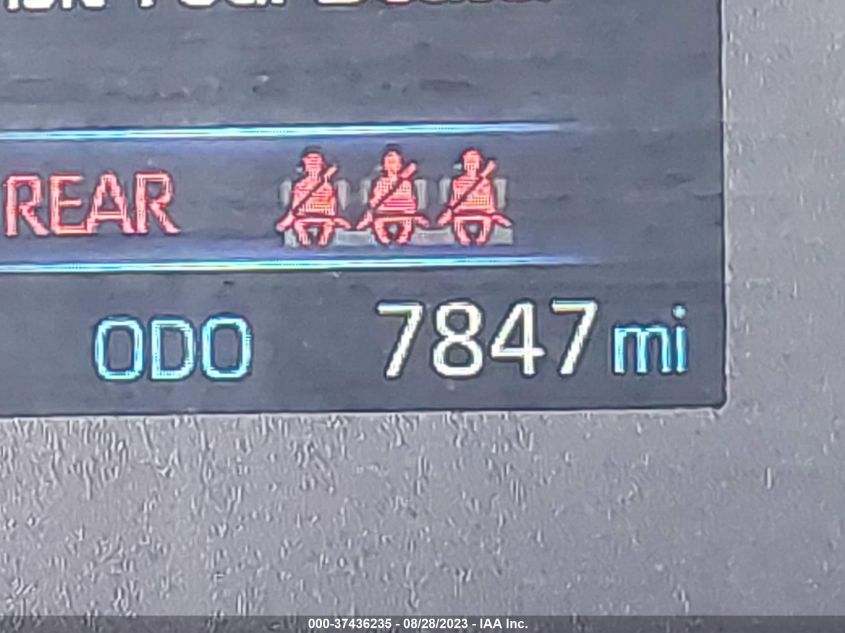 REAR
ODO 7847 mi
000-37436235 - 08/28/2023 - IAA Inc.